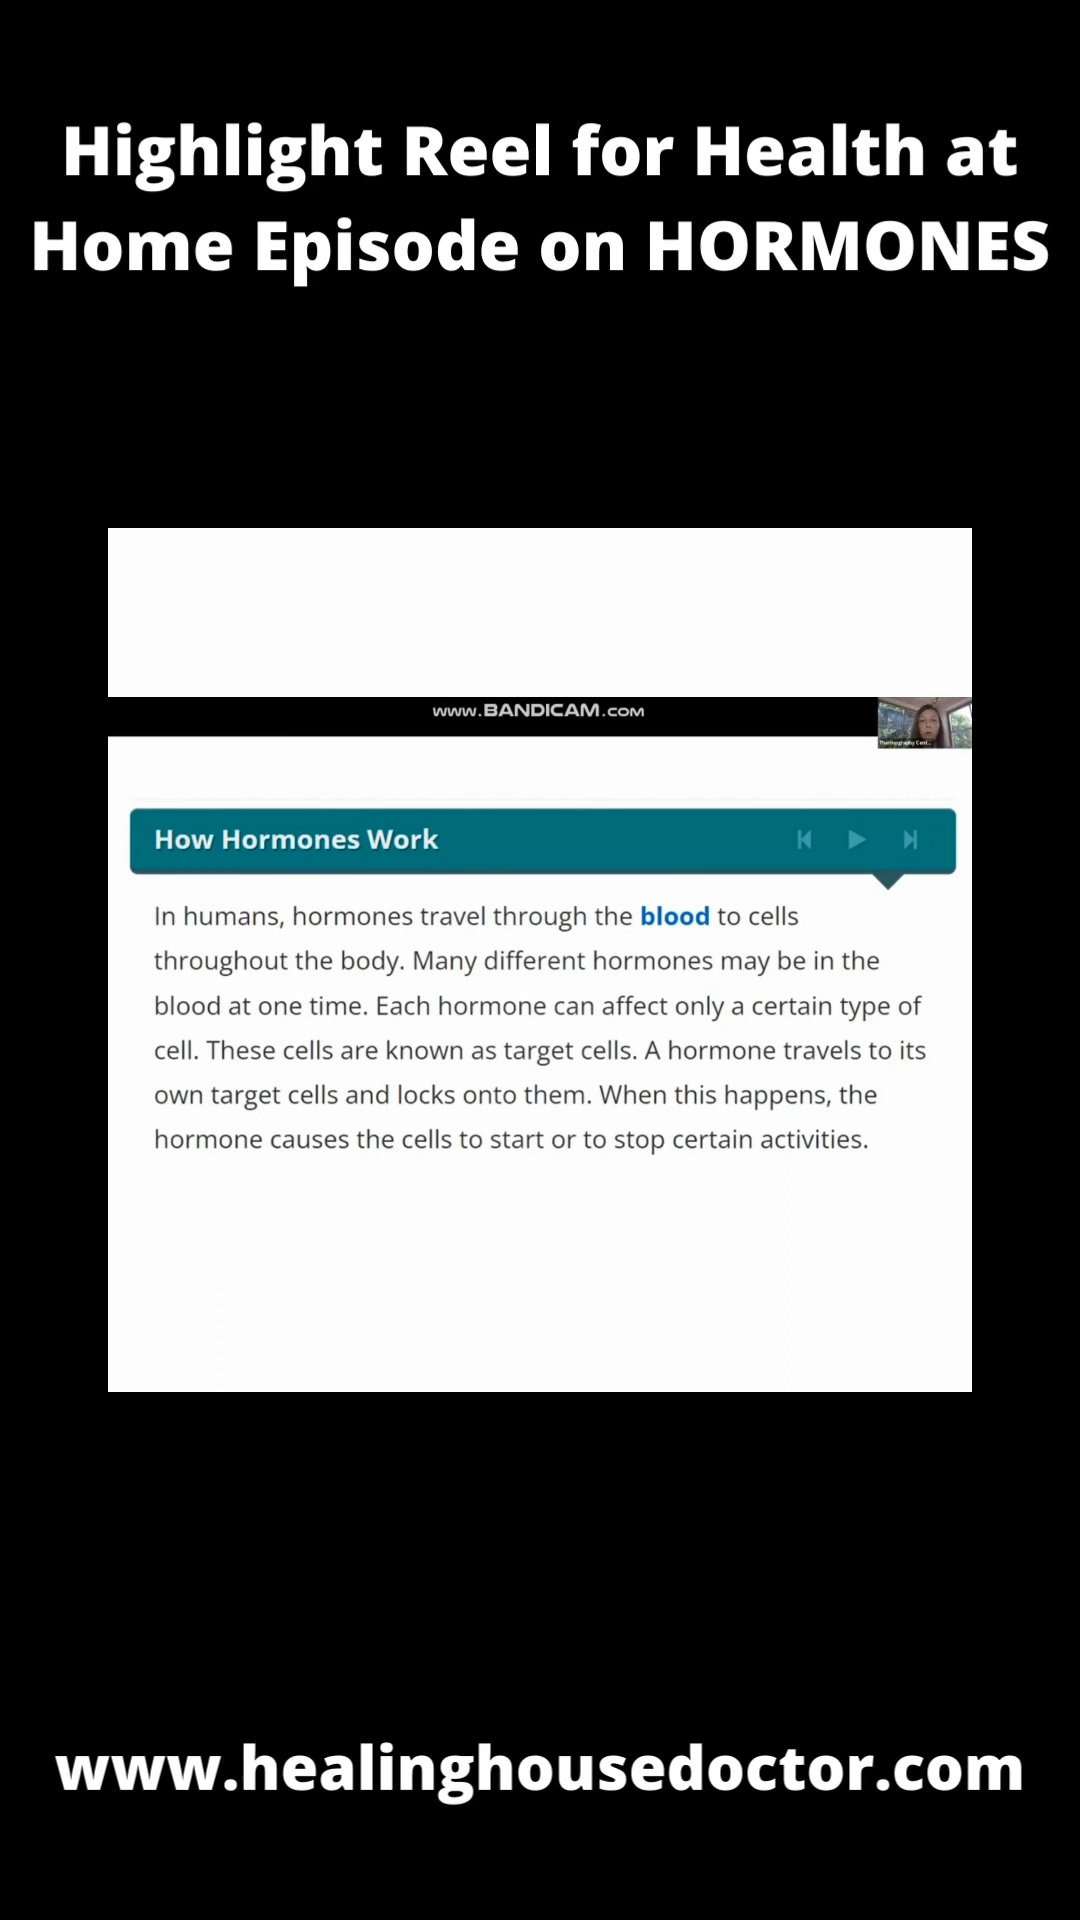 Highlight Reel for Health at
Home Episode on HORMONES
www.BANDICAM.COM
Thermography Cent...
How Hormones Work
In humans, hormones travel through the blood to cells
throughout the body. Many different hormones may be in the
blood at one time. Each hormone can affect only a certain type of
cell. These cells are known as target cells. A hormone travels to its
own target cells and locks onto them. When this happens, the
hormone causes the cells to start or to stop certain activities.
www.healinghousedoctor.com